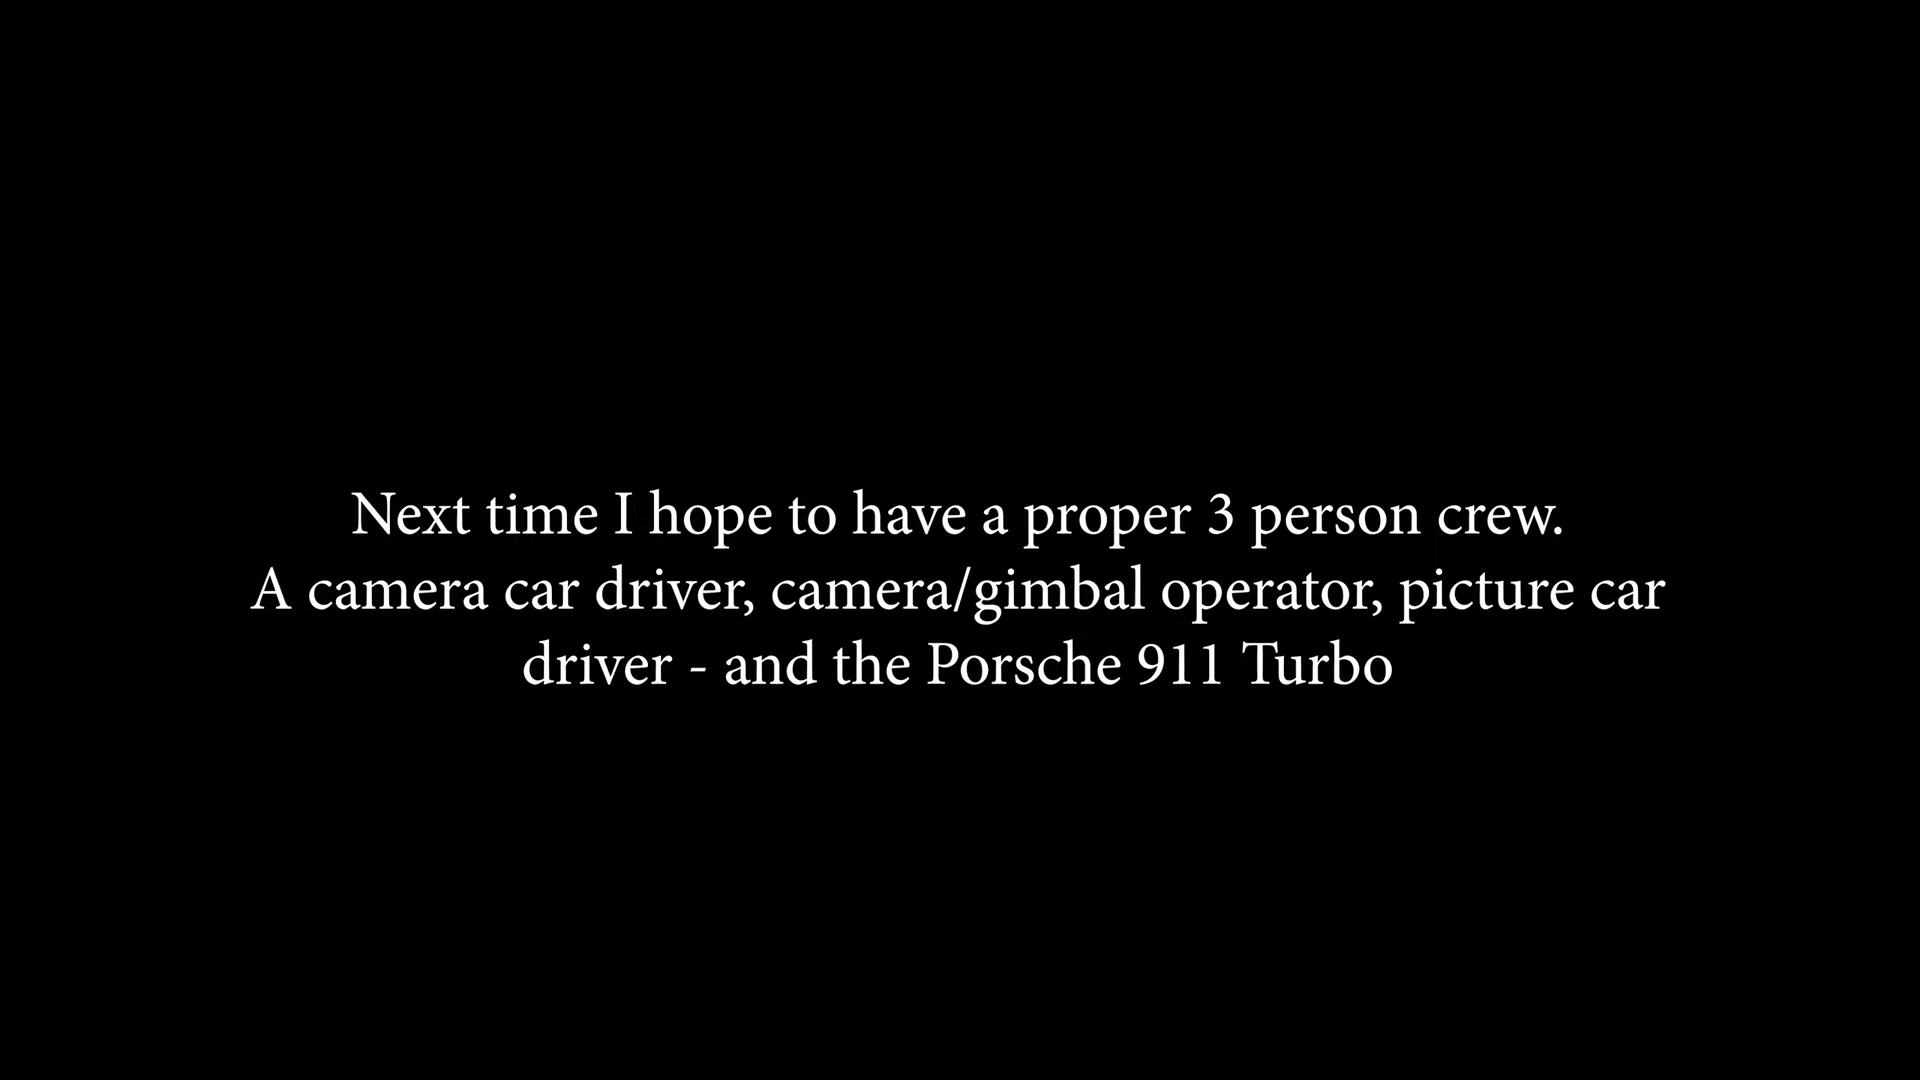 Next time I hope to have a proper 3 person crew.
A camera car driver, camera/gimbal operator, picture car
driver - and the Porsche 911 Turbo